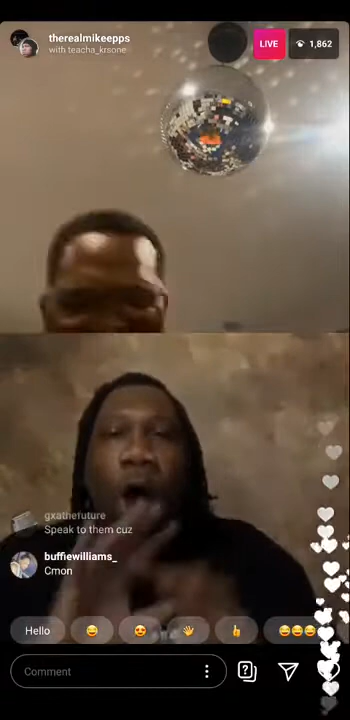 therealmikeepps
with teacha_krsone
LIVE
1,862
gxathefuture
Speak to them cuz
buffiewilliams_
Cmon
Hello
Comment